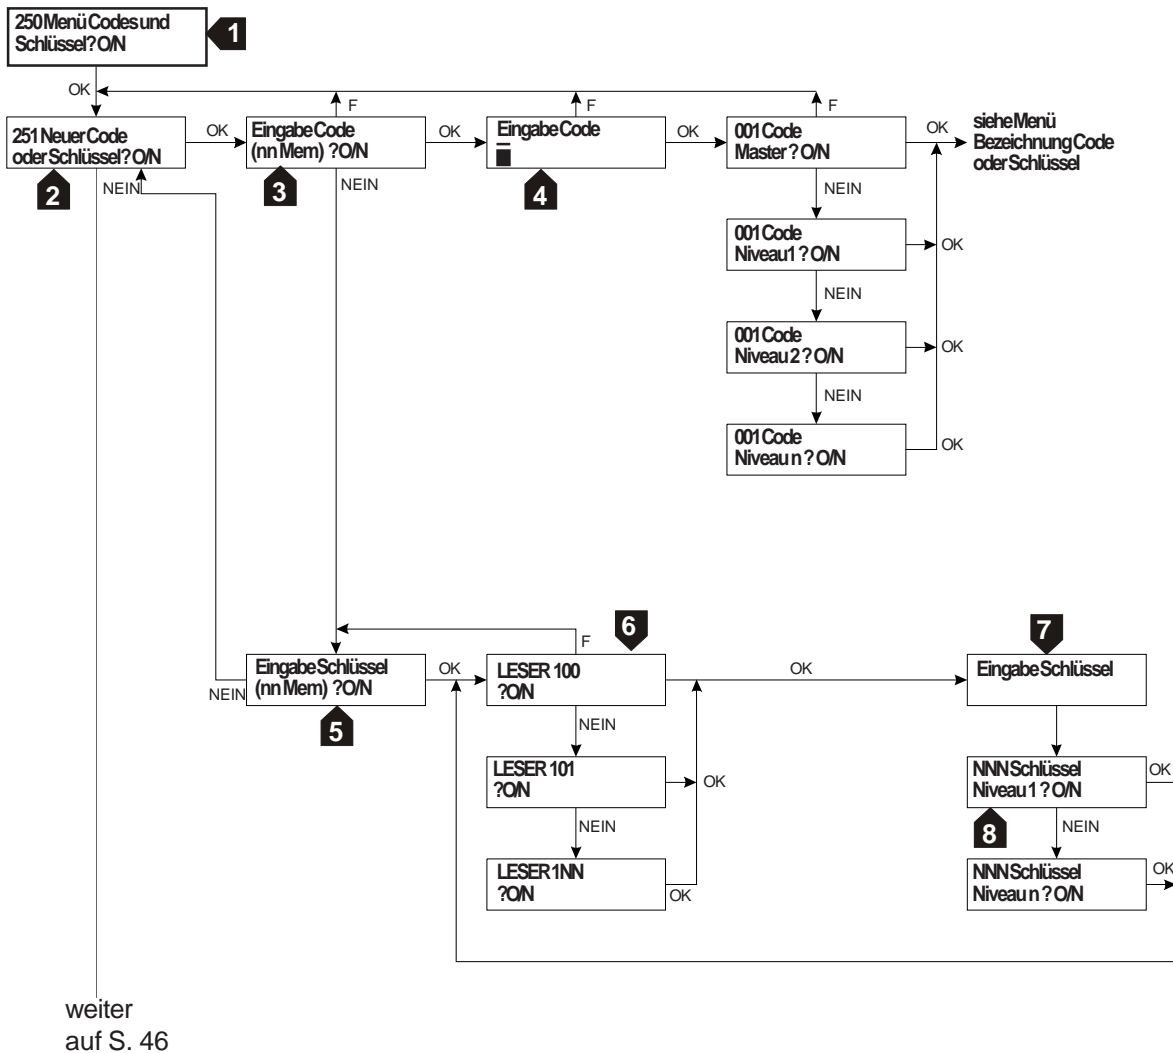 250 Menü Codes und
Schlüssel? O/N
1
OK
F
F
F
251 Neuer Code
oder Schlüssel? O/N
2
NEIN
OK
Eingabe Code
(nn Mem) ?O/N
3
NEIN
OK
Eingabe Code
4
OK
001 Code
Master ? O/N
OK
siehe Menü
Bezeichnung Code
oder Schlüssel
NEIN
001 Code
Niveau1 ? O/N
OK
NEIN
001 Code
Niveau 2 ? O/N
OK
NEIN
001 Code
Niveau n ? O/N
OK
6
7
F
Eingabe Schlüssel
(nn Mem) ?O/N
NEIN
5
OK
LESER 100
?O/N
OK
Eingabe Schlüssel
NEIN
LESER 101
?O/N
OK
NNN Schlüssel
Niveau 1 ? O/N
OK
8
NEIN
NEIN
LESER 1NN
?O/N
OK
NNN Schlüssel
Niveau n ? O/N
OK
weiter
auf S. 46